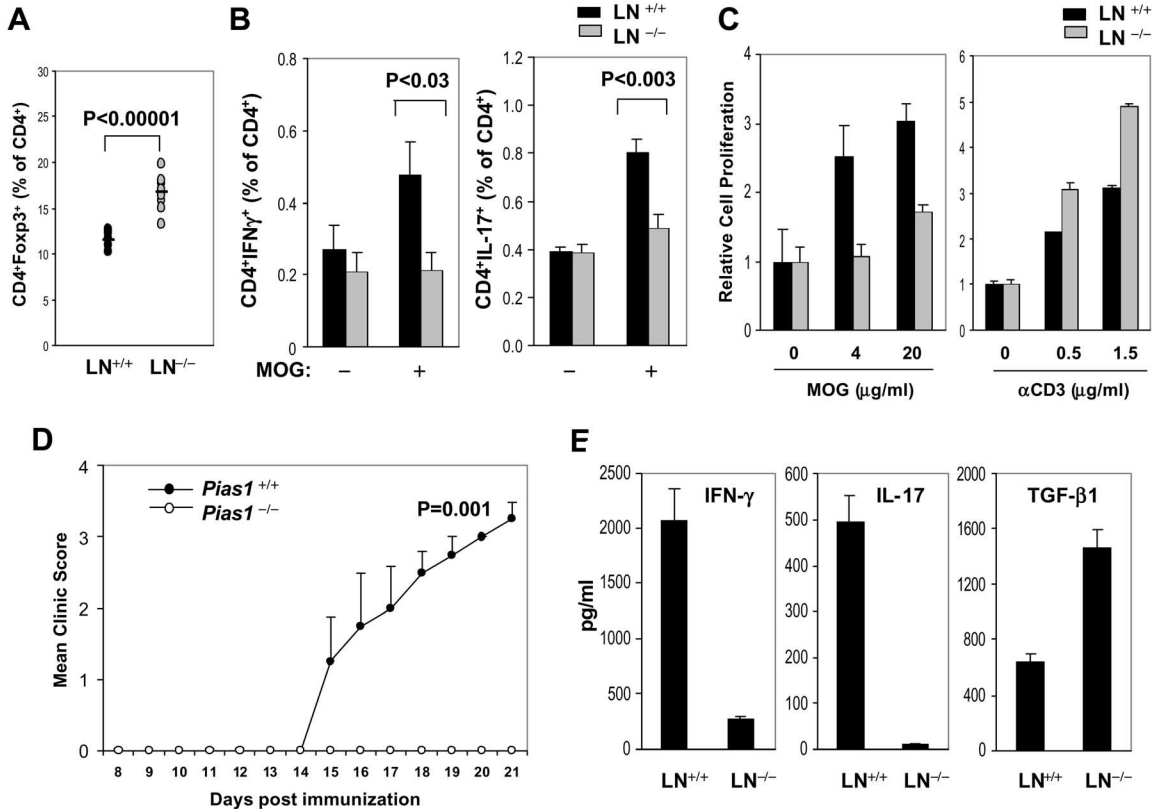 A
CD4⁺Foxp3⁺ (% of CD4⁺)
30
25
20
15
10
5
0
P<0.00001
LN⁺/⁺
LN⁻/⁻
B
LN ⁺/⁺
LN ⁻/⁻
CD4⁺IFNγ⁺ (% of CD4⁺)
0.8
0.6
0.4
0.2
0
P<0.03
MOG: – +
CD4⁺IL-17⁺ (% of CD4⁺)
1.2
1.0
0.8
0.6
0.4
0.2
0.0
P<0.003
– +
C
LN ⁺/⁺
LN ⁻/⁻
Relative Cell Proliferation
4
3
2
1
0
0 4 20
MOG (μg/ml)
6
5
4
3
2
1
0
0 0.5 1.5
αCD3 (μg/ml)
D
Mean Clinic Score
4
3
2
1
0
Pias1 ⁺/⁺
Pias1 ⁻/⁻
P=0.001
8 9 10 11 12 13 14 15 16 17 18 19 20 21
Days post immunization
E
pg/ml
2500
2000
1500
1000
500
0
IFN-γ
LN⁺/⁺ LN⁻/⁻
600
500
400
300
200
100
0
IL-17
LN⁺/⁺ LN⁻/⁻
2000
1600
1200
800
400
0
TGF-β1
LN⁺/⁺ LN⁻/⁻